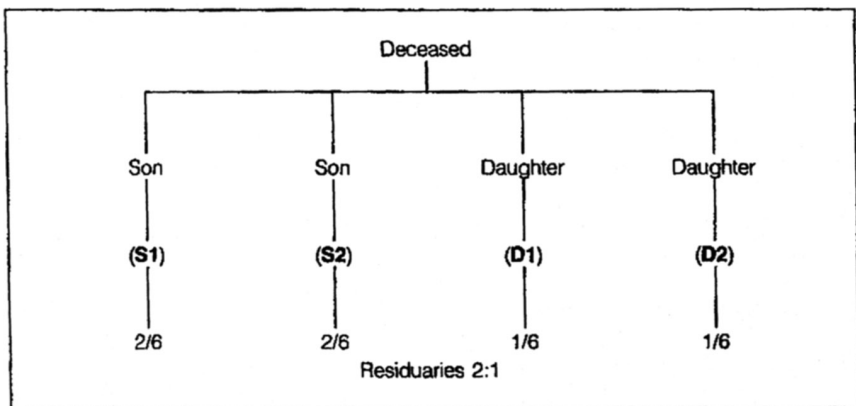 Deceased
Son Son Daughter Daughter
(S1) (S2) (D1) (D2)
2/6 2/6 1/6 1/6
Residuaries 2:1